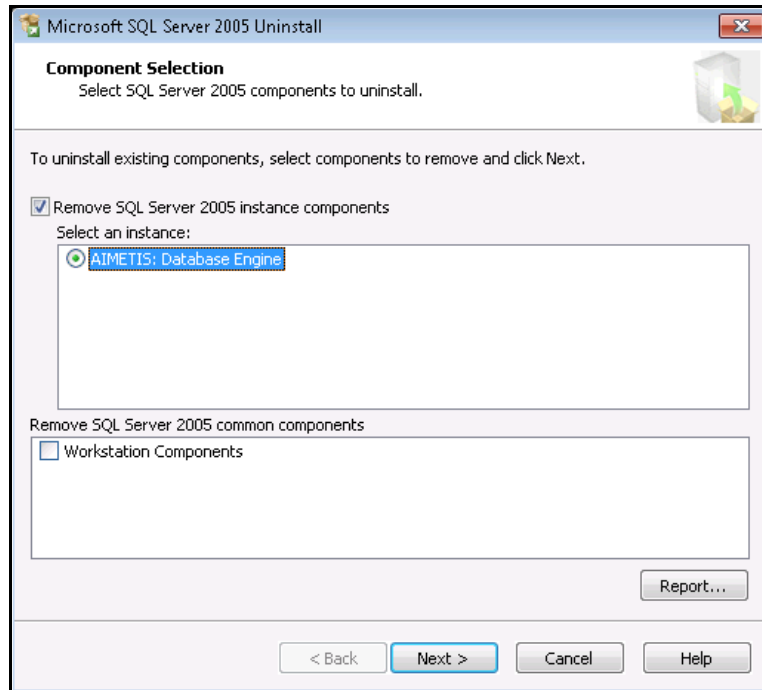 Microsoft SQL Server 2005 Uninstall
Component Selection
Select SQL Server 2005 components to uninstall.
To uninstall existing components, select components to remove and click Next.
Remove SQL Server 2005 instance components
Select an instance:
AIMETIS: Database Engine
Remove SQL Server 2005 common components
Workstation Components
Report...
< Back Next > Cancel Help